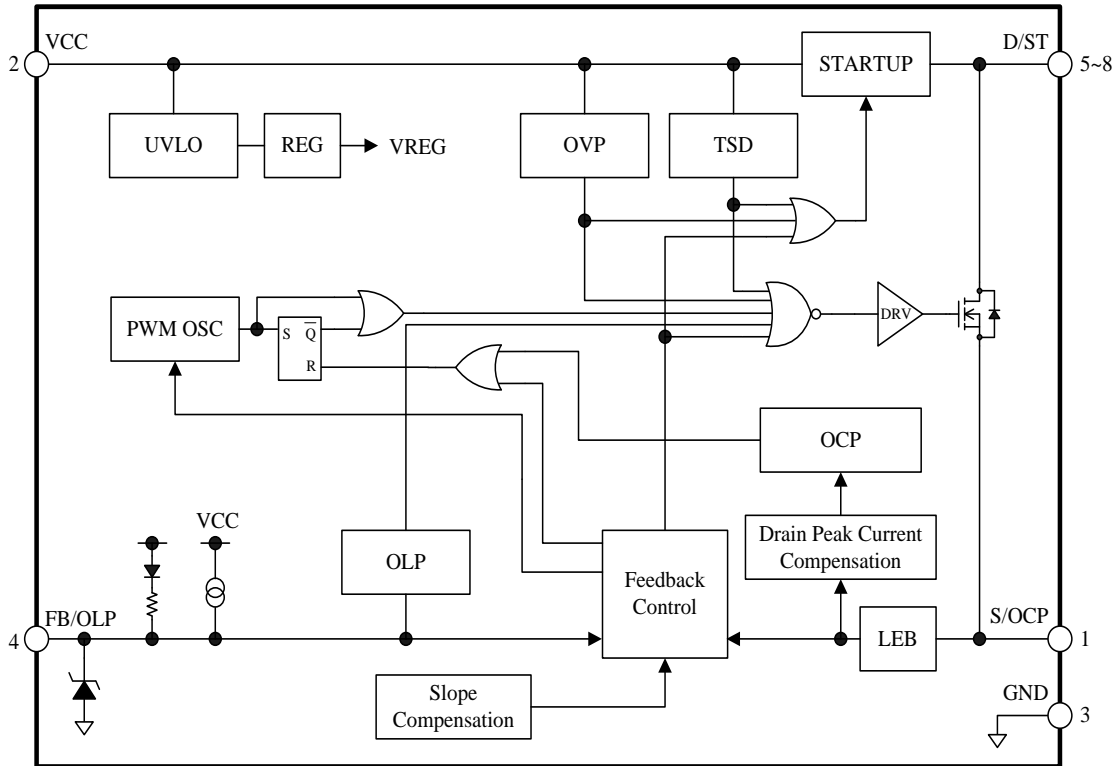 VCC
D/ST
2
5~8
STARTUP
UVLO
REG
VREG
OVP
TSD
PWM OSC
S Q̅
R
DRV
OCP
VCC
OLP
Feedback
Control
Drain Peak Current
Compensation
FB/OLP
S/OCP
4
LEB
1
Slope
Compensation
GND
3